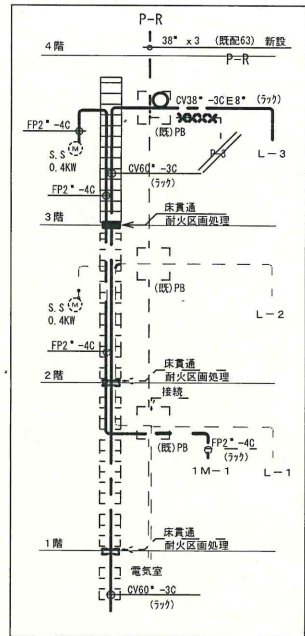 P-R
4階
38° x3 (既配63) 新設
P-R
CV38° -3C E8° (ラック)
FP2° -4C
(既)PB
P-3
L-3
S.S
0.4KW
M
CV60° -3C
(ラック)
FP2° -4C
3階
床貫通
耐火区画処理
(既)PB
S.S
0.4KW
M
L-2
FP2° -4C
2階
床貫通
耐火区画処理
接続
(既)PB
FP2° -4C
(ラック)
1M-1
L-1
1階
床貫通
耐火区画処理
電気室
CV60° -3C
(ラック)